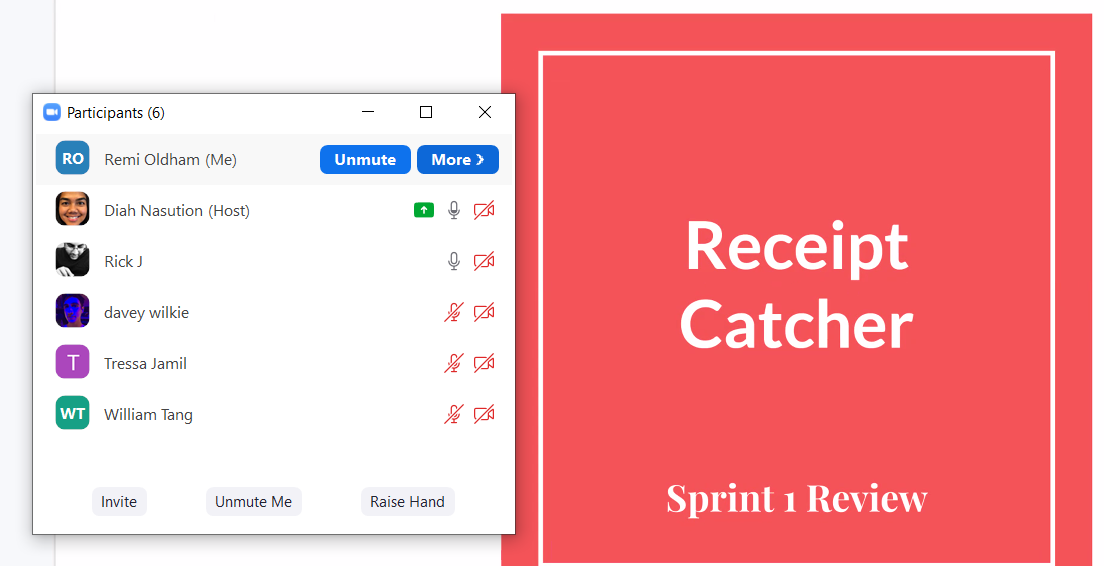 Participants (6)
RO Remi Oldham (Me) Unmute More
Diah Nasution (Host)
Rick J
davey wilkie
T Tressa Jamil
WT William Tang
Invite Unmute Me Raise Hand
Receipt
Catcher
Sprint 1 Review